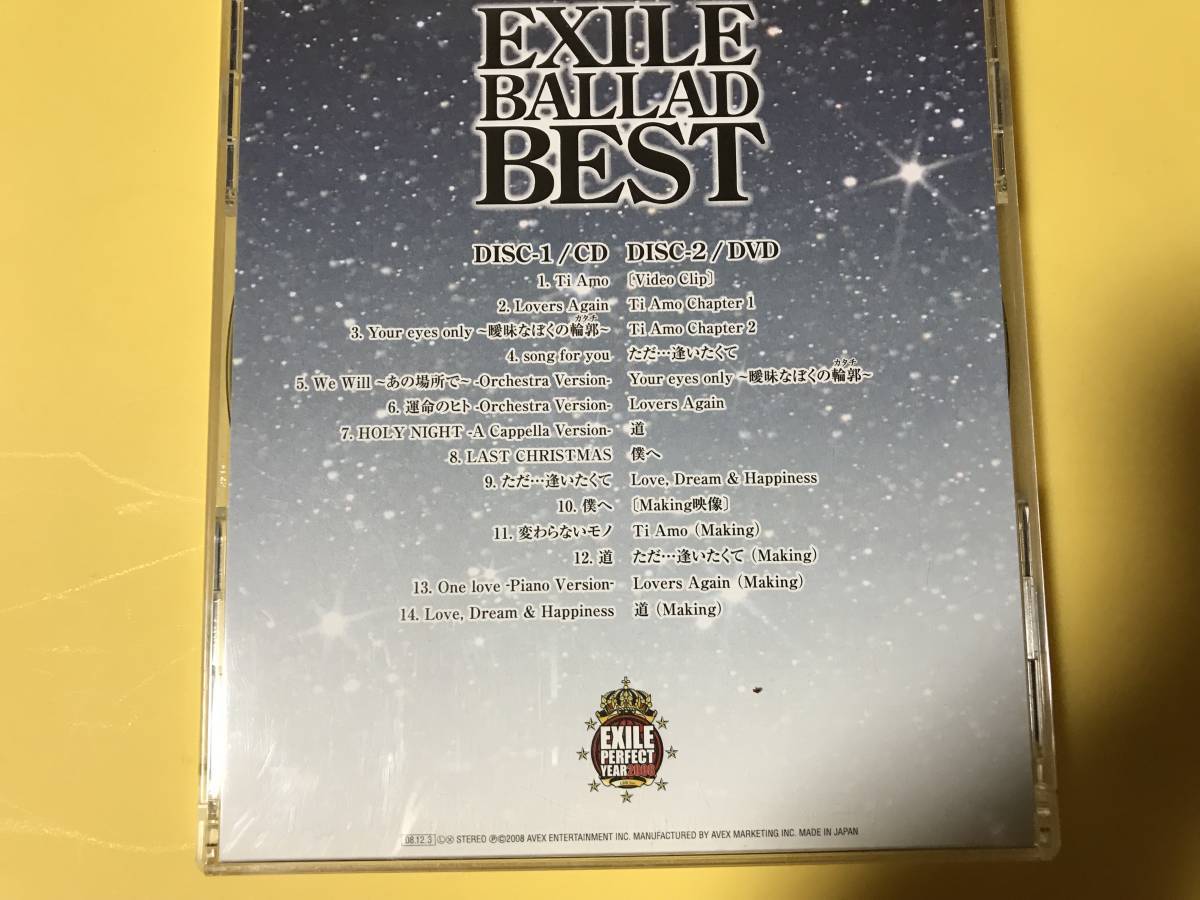 EXILE
BALLAD
BEST
DISC-1/CD
1. Ti Amo
2. Lovers Again
カタチ
3. Your eyes only ~曖昧なぼくの輪郭~
4. song for you
5. We Will ~あの場所で~ -Orchestra Version-
6. 運命のヒト -Orchestra Version-
7. HOLY NIGHT -A Cappella Version-
8. LAST CHRISTMAS
9. ただ…逢いたくて
10. 僕へ
11. 変わらないモノ
12. 道
13. One love -Piano Version-
14. Love, Dream & Happiness
DISC-2/DVD
〔Video Clip〕
Ti Amo Chapter 1
Ti Amo Chapter 2
ただ…逢いたくて
カタチ
Your eyes only ~曖昧なぼくの輪郭~
Lovers Again
道
僕へ
Love, Dream & Happiness
〔Making映像〕
Ti Amo (Making)
ただ…逢いたくて (Making)
Lovers Again (Making)
道 (Making)
EXILE
PERFECT
YEAR 2008
08.12.3 Ⓛⓧ STEREO ℗©2008 AVEX ENTERTAINMENT INC. MANUFACTURED BY AVEX MARKETING INC. MADE IN JAPAN